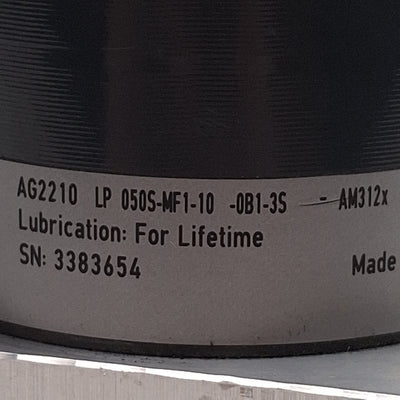 AG2210 LP 050S-MF1-10 -0B1-3S - AM312x
Lubrication: For Lifetime
SN: 3383654 Made